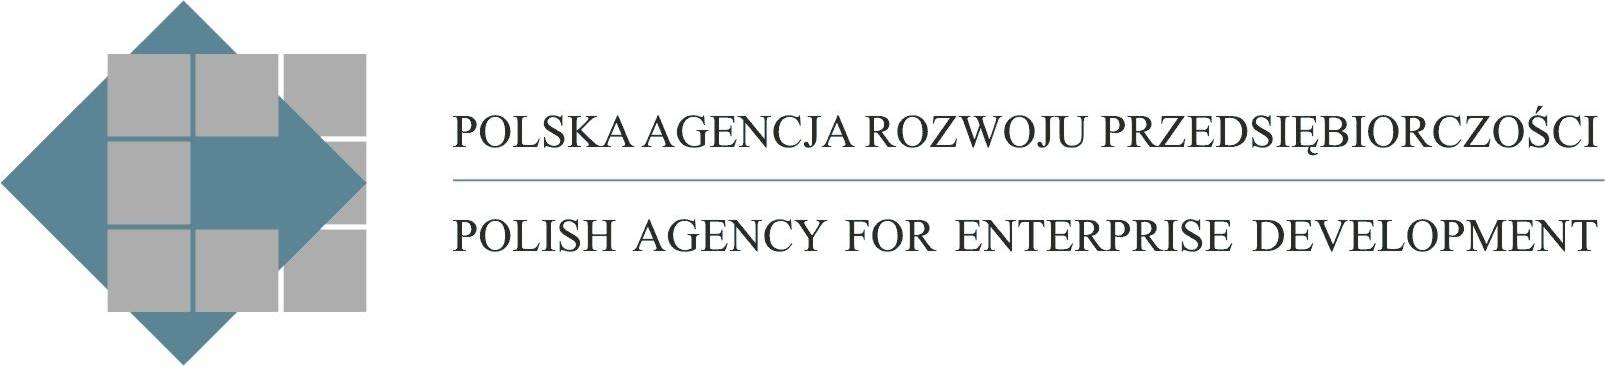 POLSKA AGENCJA ROZWOJU PRZEDSIĘBIORCZOŚCI
POLISH AGENCY FOR ENTERPRISE DEVELOPMENT